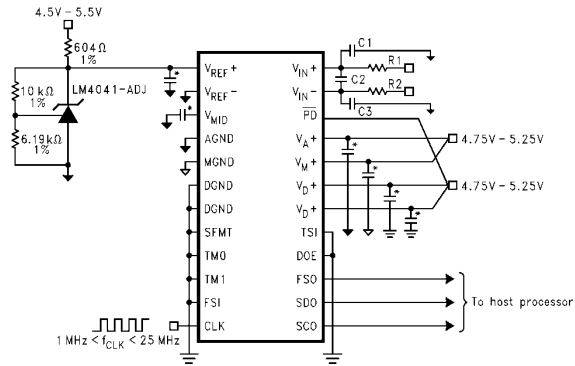 4.5V – 5.5V
604Ω
1%
LM4041-ADJ
10kΩ
1%
6.19kΩ
1%
*
*
VREF+
VREF-
VMID
AGND
MGND
DGND
DGND
SFMT
TM0
TM1
FSI
CLK
1 MHz < fCLK < 25 MHz
VIN+
VIN-
PD
VA+
VM+
VD+
VD+
TSI
DOE
FSO
SDO
SCO
C1
R1
C2
R2
C3
*
*
*
*
4.75V – 5.25V
4.75V – 5.25V
To host processor